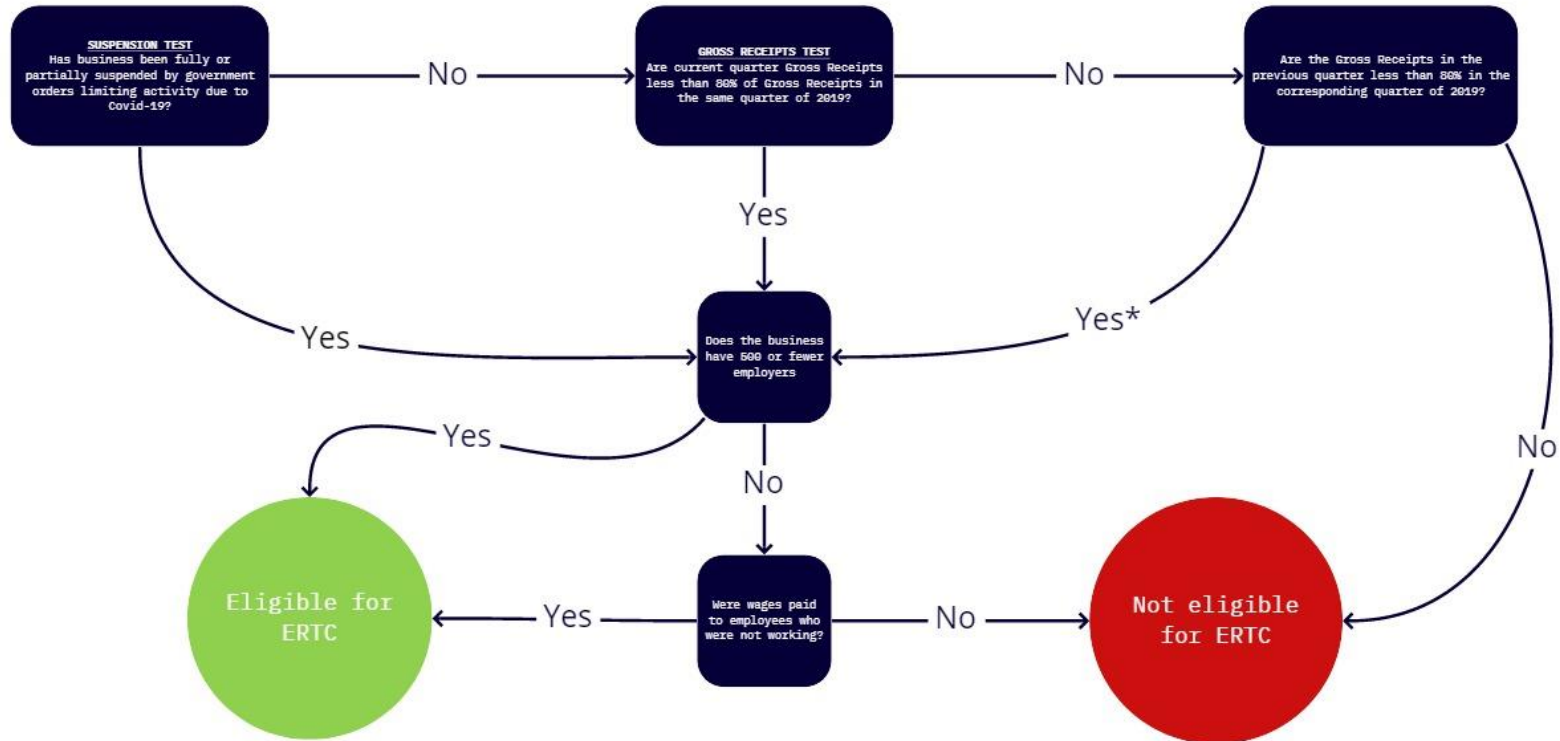 SUSPENSION TEST
Has business been fully or
partially suspended by government
orders limiting activity due to
Covid-19?
No
GROSS RECEIPTS TEST
Are current quarter Gross Receipts
less than 80% of Gross Receipts in
the same quarter of 2019?
No
Are the Gross Receipts in the
previous quarter less than 80% in the
corresponding quarter of 2019?
Yes
Yes
Yes*
Does the business
have 500 or fewer
employers
Yes
No
No
Eligible for
ERTC
Yes
Were wages paid
to employees who
were not working?
No
Not eligible
for ERTC